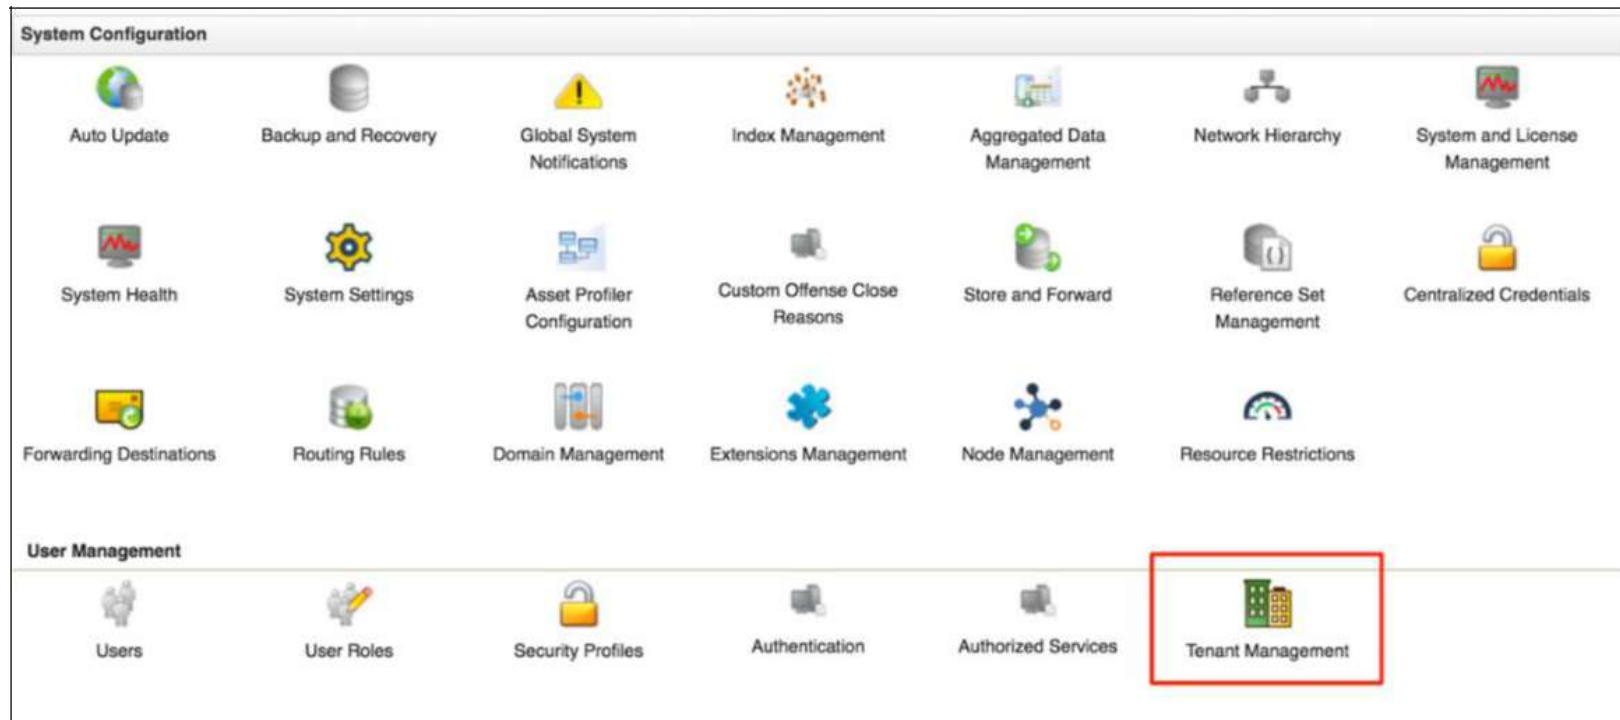 System Configuration
Auto Update
Backup and Recovery
Global System
Notifications
Index Management
Aggregated Data
Management
Network Hierarchy
System and License
Management
System Health
System Settings
Asset Profiler
Configuration
Custom Offense Close
Reasons
Store and Forward
Reference Set
Management
Centralized Credentials
Forwarding Destinations
Routing Rules
Domain Management
Extensions Management
Node Management
Resource Restrictions
User Management
Users
User Roles
Security Profiles
Authentication
Authorized Services
Tenant Management